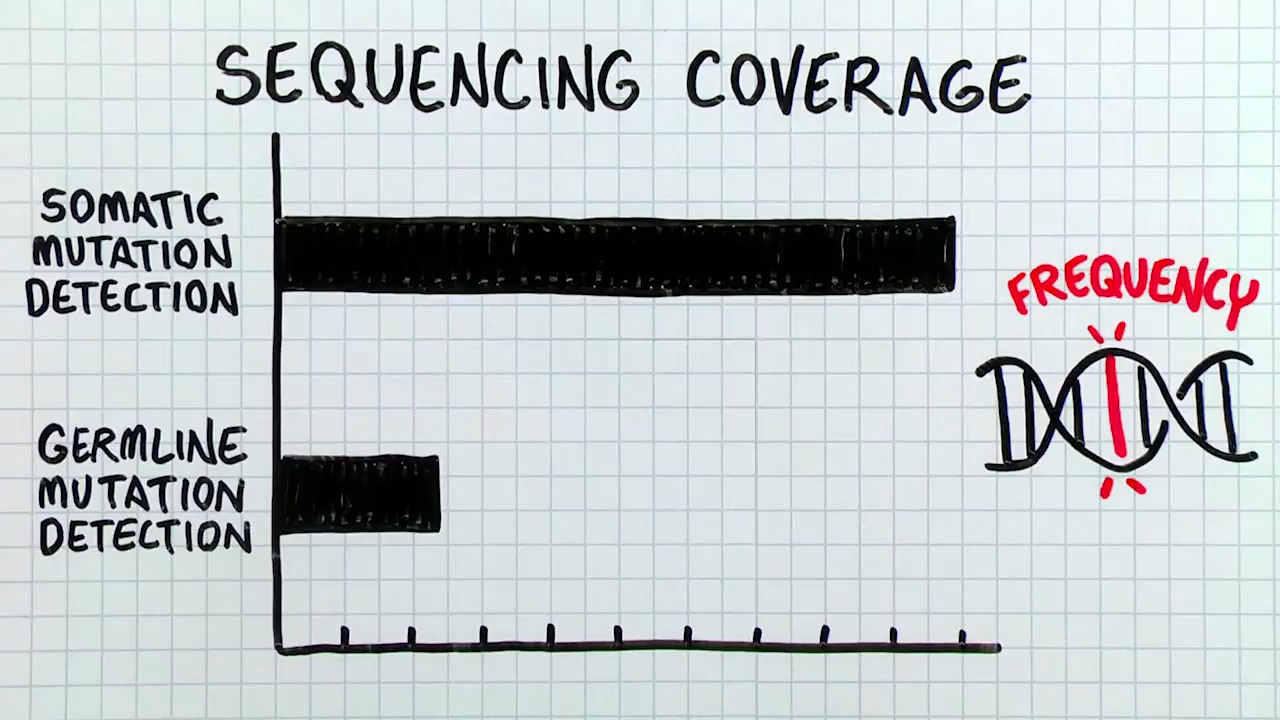 SEQUENCING COVERAGE
SOMATIC
MUTATION
DETECTION
FREQUENCY
GERMLINE
MUTATION
DETECTION